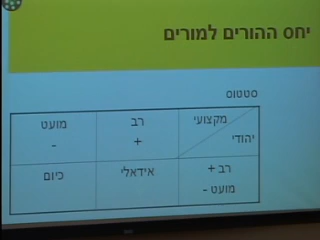 יחס ההורים למורים
סטטוס
מקצועי
יהודי
רב
+
מועט
-
רב +
מועט -
אידאלי
כיום